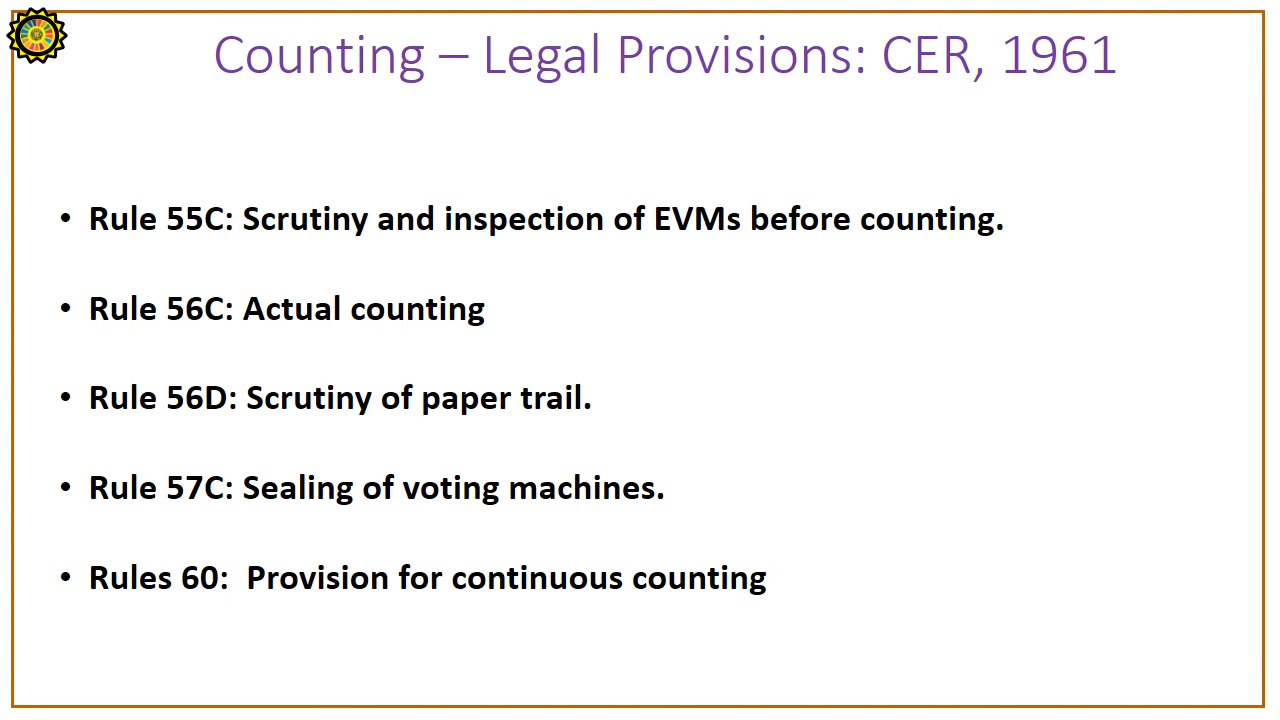 Counting – Legal Provisions: CER, 1961
• Rule 55C: Scrutiny and inspection of EVMs before counting.
• Rule 56C: Actual counting
• Rule 56D: Scrutiny of paper trail.
• Rule 57C: Sealing of voting machines.
• Rules 60:  Provision for continuous counting